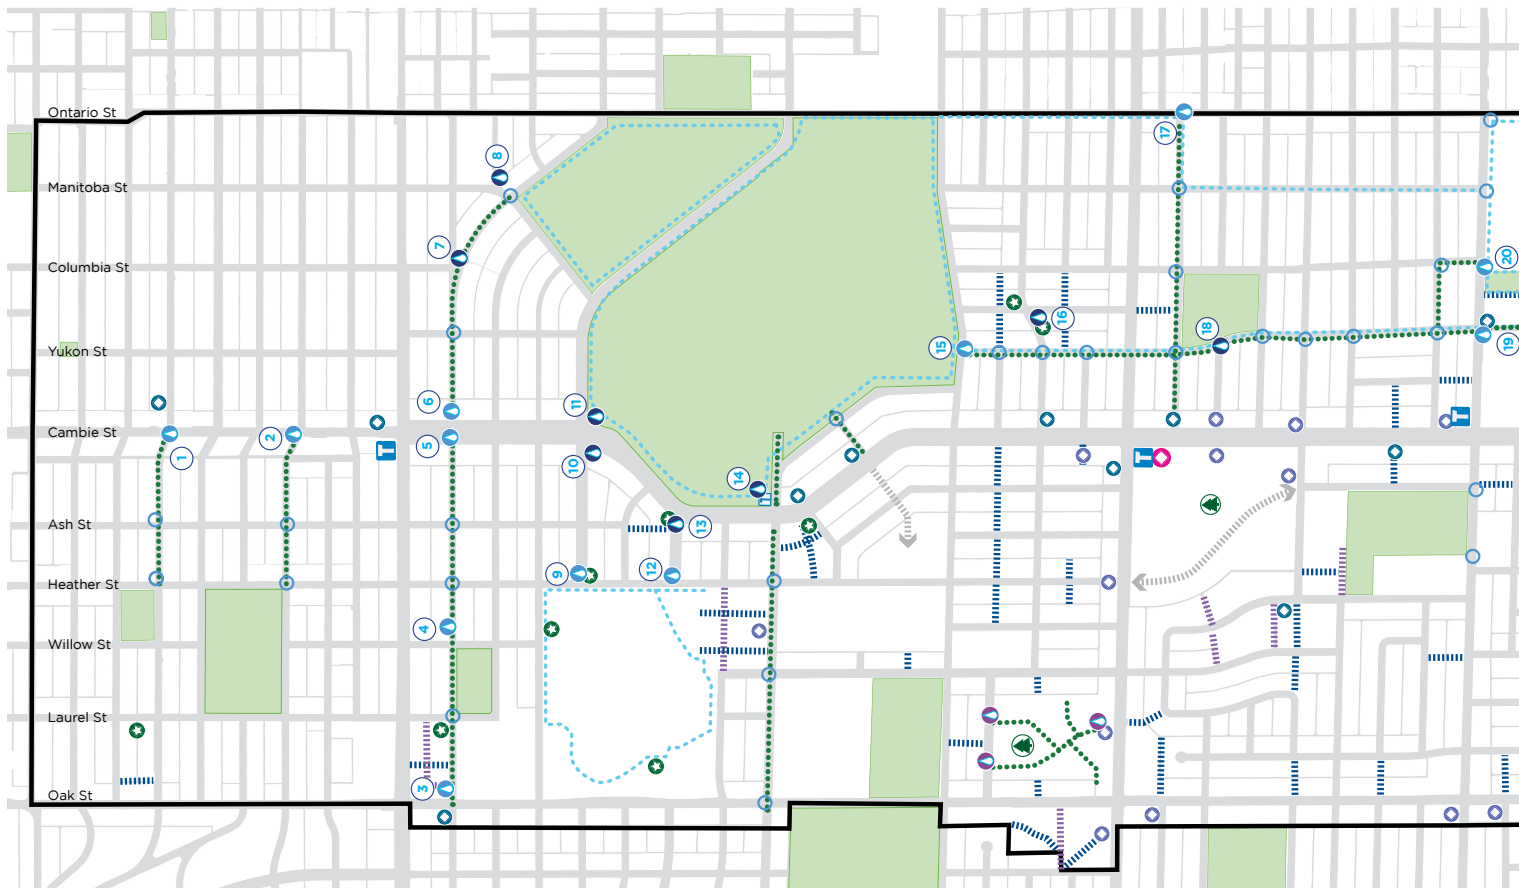 Ontario St
17
8
Manitoba St
7
20
Columbia St
16
18
15
19
Yukon St
6
11
Cambie St
1
2
5
T
T
T
10
14
Ash St
13
9
12
Heather St
4
Willow St
Laurel St
3
Oak St